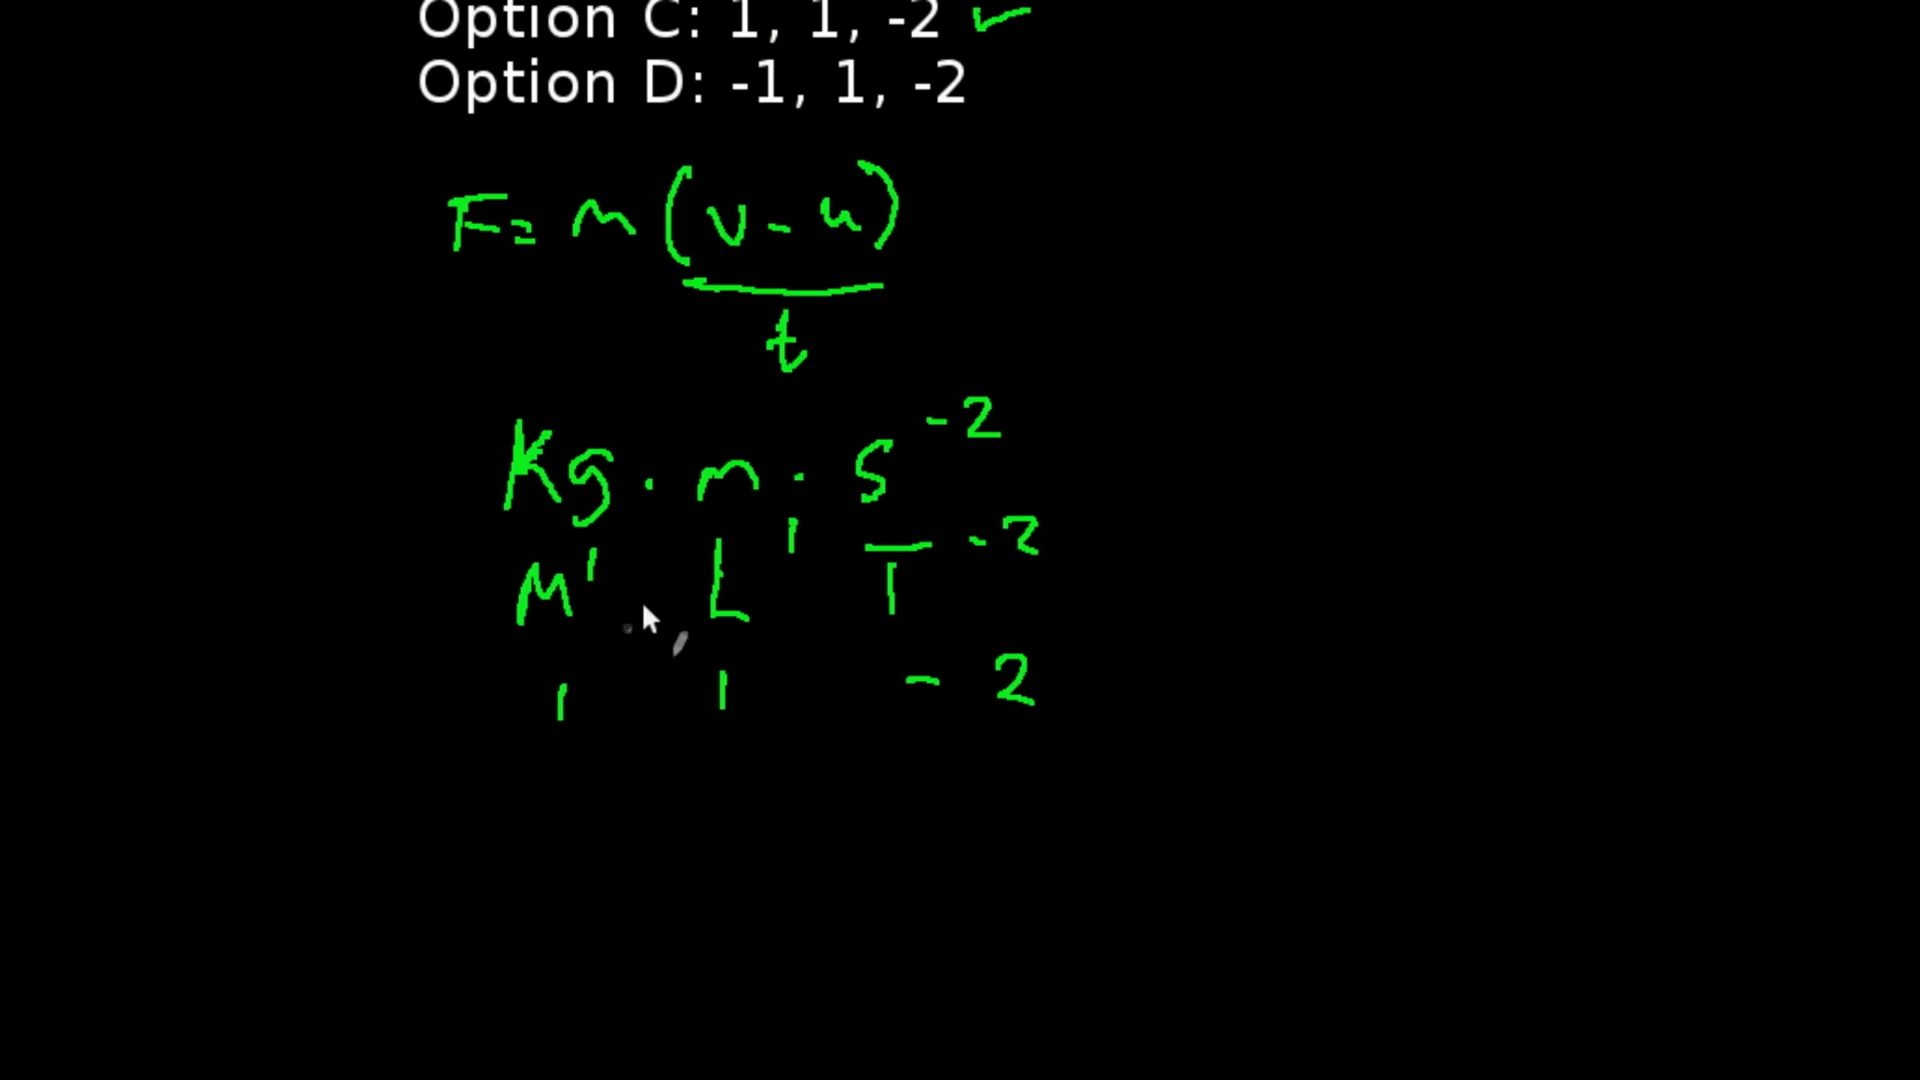 Option C: 1, 1, -2 ✓
Option D: -1, 1, -2
F = m (v - u)
t
Kg . m . s⁻²
M¹ L¹ T⁻²
1 1 - 2